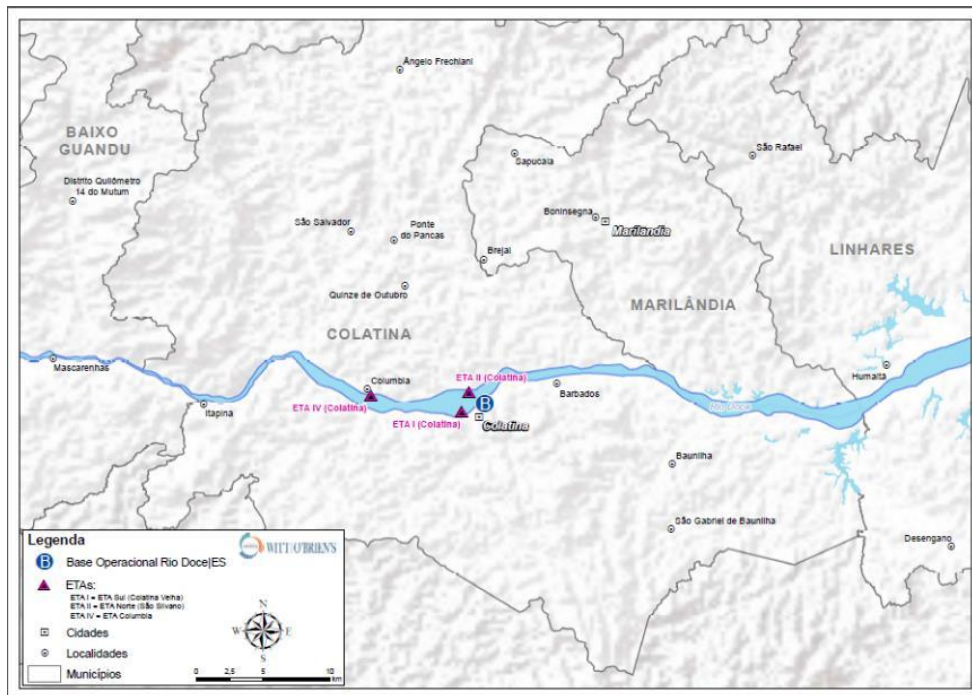 Ângelo Frechiani
BAIXO
GUANDU
São Rafael
Sapucaia
Distrito Quilômetro
14 do Mutum
Boninsegna
Marilandia
São Salvador
Ponte
do Pancas
Brejal
LINHARES
Quinze de Outubro
MARILÂNDIA
COLATINA
Mascarenhas
Humaitá
Columbia
ETA II (Colatina)
Barbados
Itapina
ETA IV (Colatina)
B
Rio Doce
ETA I (Colatina)
Colatina
Baunilha
São Gabriel de Baunilha
Desengano
Legenda
WITT|O'BRIEN'S
B Base Operacional Rio Doce|ES
ETAs:
ETA I = ETA Sul (Colatina Velha)
ETA II = ETA Norte (São Silvano)
ETA IV = ETA Columbia
N
W E
S
Cidades
Localidades
Municípios
0 2,5 5 10
km